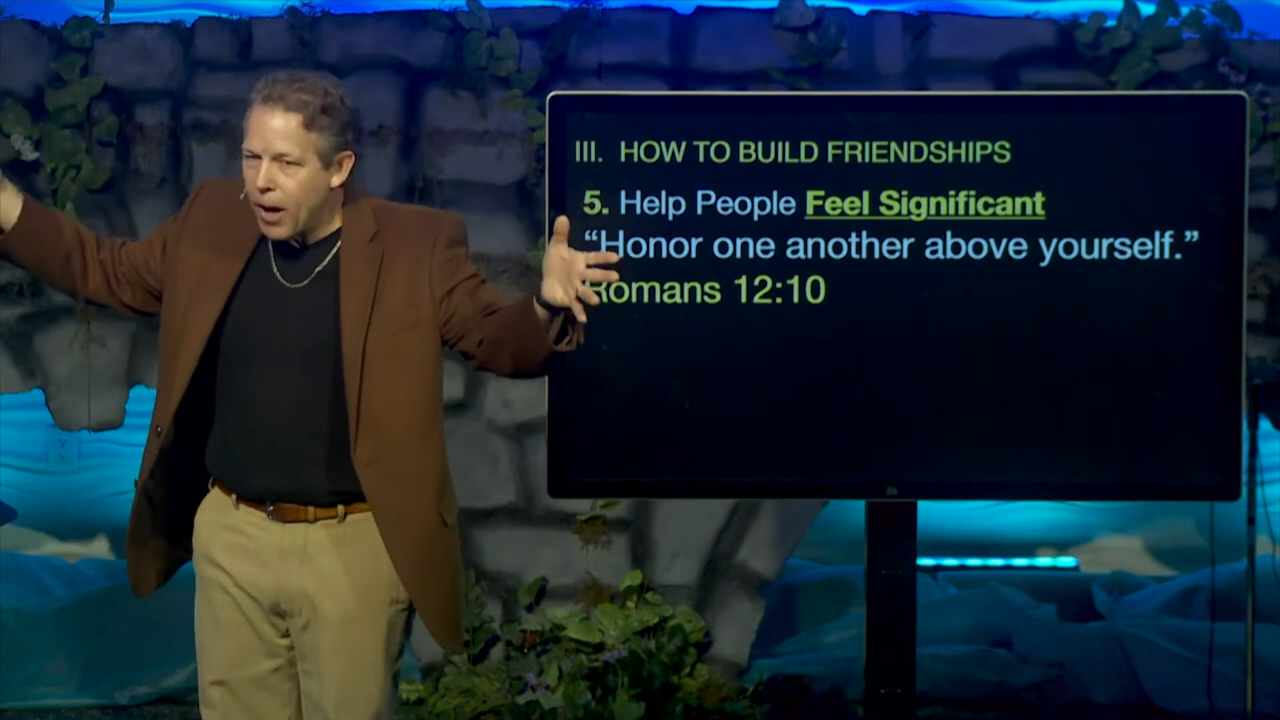 III. HOW TO BUILD FRIENDSHIPS
5. Help People Feel Significant
“Honor one another above yourself.”
Romans 12:10